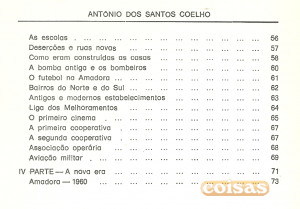 ANTÓNIO DOS SANTOS COELHO
As escolas . ... ... ... ... ... ... ... ... 56
Deserções e ruas novas ... ... ... ... ... 57
Como eram construídas as casas ... ... ... 58
A bomba antiga e os bombeiros ... ... ... 60
O futebol na Amadora ... ... ... ... ... ... 61
Bairros do Norte e do Sul ... ... ... ... ... 62
Antigos e modernos estabelecimentos ... ... 63
Liga dos Melhoramentos ... ... ... ... ... 64
O primeiro cinema . ... ... ... ... ... ... 65
A primeira cooperativa ... ... ... ... ... 67
A segunda cooperativa ... ... ... ... ... 67
Associação operária ... ... ... ... ... ... 68
Aviação militar . ... ... ... ... ... ... ... 69
IV PARTE — A nova era ... ... ... ... ... 71
Amadora — 1960 ... ... ... ... ... ... 73
coisas